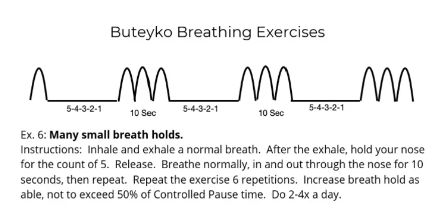 Buteyko Breathing Exercises
5-4-3-2-1 10 Sec 5-4-3-2-1 10 Sec 5-4-3-2-1
Ex. 6: Many small breath holds.
Instructions: Inhale and exhale a normal breath. After the exhale, hold your nose
for the count of 5. Release. Breathe normally, in and out through the nose for 10
seconds, then repeat. Repeat the exercise 6 repetitions. Increase breath hold as
able, not to exceed 50% of Controlled Pause time. Do 2-4x a day.